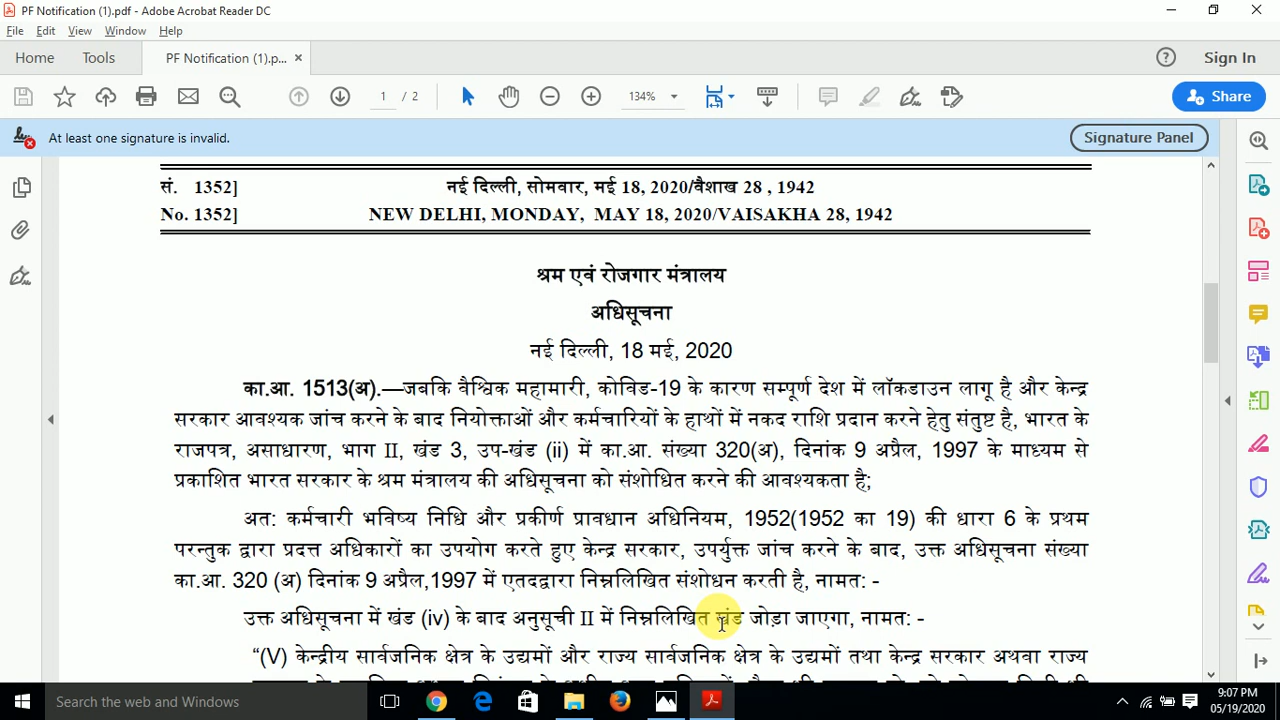 PF Notification (1).pdf - Adobe Acrobat Reader DC
File Edit View Window Help
Home Tools PF Notification (1).p... × Sign In
1 / 2 134% Share
At least one signature is invalid. Signature Panel
सं. 1352] नई दिल्ली, सोमवार, मई 18, 2020/वैशाख 28 , 1942
No. 1352] NEW DELHI, MONDAY, MAY 18, 2020/VAISAKHA 28, 1942
श्रम एवं रोजगार मंत्रालय
अधिसूचना
नई दिल्ली, 18 मई, 2020
का.आ. 1513(अ).—जबकि वैश्विक महामारी, कोविड-19 के कारण सम्पूर्ण देश में लॉकडाउन लागू है और केन्द्र
सरकार आवश्यक जांच करने के बाद नियोक्ताओं और कर्मचारियों के हाथों में नकद राशि प्रदान करने हेतु संतुष्ट है, भारत के
राजपत्र, असाधारण, भाग II, खंड 3, उप-खंड (ii) में का.आ. संख्या 320(अ), दिनांक 9 अप्रैल, 1997 के माध्यम से
प्रकाशित भारत सरकार के श्रम मंत्रालय की अधिसूचना को संशोधित करने की आवश्यकता है;
अत: कर्मचारी भविष्य निधि और प्रकीर्ण प्रावधान अधिनियम, 1952(1952 का 19) की धारा 6 के प्रथम
परन्तुक द्वारा प्रदत्त अधिकारों का उपयोग करते हुए केन्द्र सरकार, उपर्युक्त जांच करने के बाद, उक्त अधिसूचना संख्या
का.आ. 320 (अ) दिनांक 9 अप्रैल,1997 में एतदद्वारा निम्नलिखित संशोधन करती है, नामत: -
उक्त अधिसूचना में खंड (iv) के बाद अनुसूची II में निम्नलिखित खंड जोड़ा जाएगा, नामत: -
“(V) केन्द्रीय सार्वजनिक क्षेत्र के उद्यमों और राज्य सार्वजनिक क्षेत्र के उद्यमों तथा केन्द्र सरकार अथवा राज्य
Search the web and Windows
9:07 PM
05/19/2020